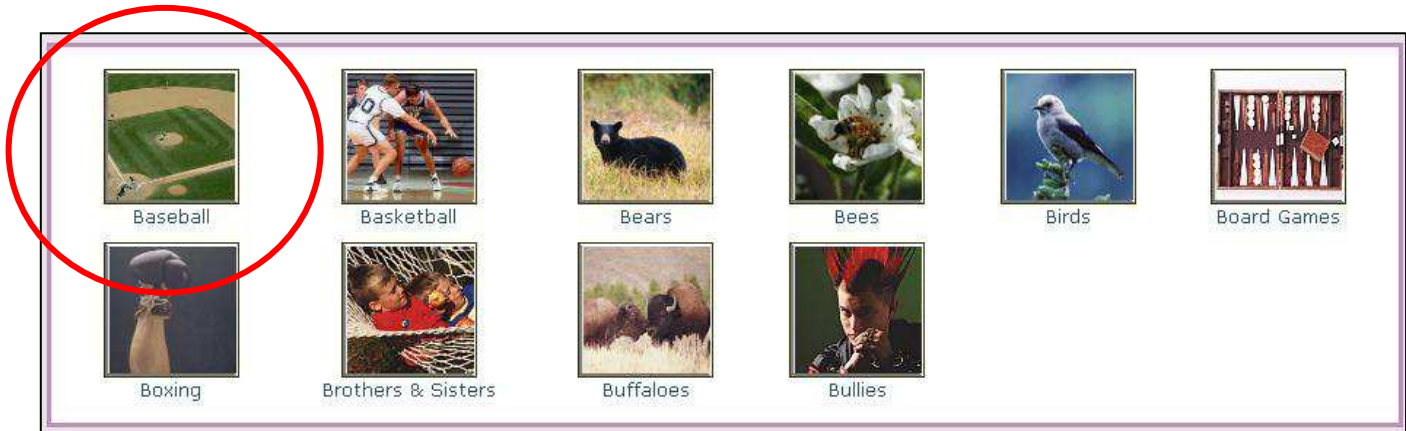 Baseball
Basketball
Bears
Bees
Birds
Board Games
Boxing
Brothers & Sisters
Buffaloes
Bullies